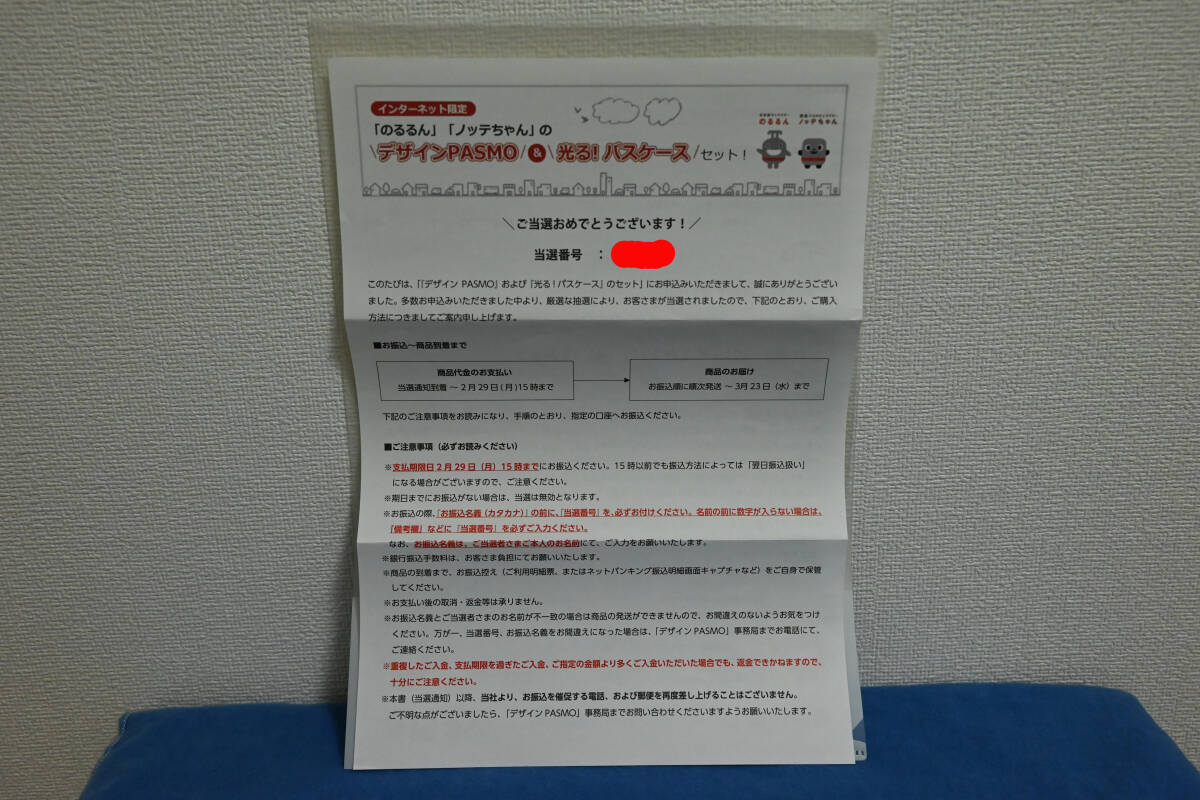 インターネット限定
「のるるん」「ノッテちゃん」の
デザインPASMO & 光る！パスケース セット！
のるるん ノッテちゃん
ご当選おめでとうございます！
当選番号 ：
このたびは、「「デザイン PASMO」および「光る！パスケース」のセット」にお申込みいただきまして、誠にありがとうござい
ました。多数お申込みいただきました中より、厳選な抽選により、お客さまが当選されましたので、下記のとおり、ご購入
方法につきましてご案内申し上げます。
■お振込～商品到着まで
商品代金のお支払い
当選通知到着 ～ 2月29日(月)15時まで
商品のお届け
お振込順に順次発送 ～ 3月23日（水）まで
下記のご注意事項をお読みになり、手順のとおり、指定の口座へお振込ください。
■ご注意事項（必ずお読みください）
※支払期限日2月29日（月）15時までにお振込ください。15時以前でも振込方法によっては「翌日振込扱い」
になる場合がございますので、ご注意ください。
※期日までにお振込がない場合は、当選は無効となります。
※お振込の際、「お振込名義（カタカナ）」の前に、「当選番号」を、必ずお付けください。名前の前に数字が入らない場合は、
「備考欄」などに「当選番号」を必ずご入力ください。
なお、お振込名義は、ご当選者さまご本人のお名前にて、ご入力をお願いいたします。
※銀行振込手数料は、お客さま負担にてお願いいたします。
※商品の到着まで、お振込控え（ご利用明細票、またはネットバンキング振込明細画面キャプチャなど）をご自身で保管
してください。
※お支払い後の取消・返金等は承りません。
※お振込名義とご当選者さまのお名前が不一致の場合は商品の発送ができませんので、お間違えのないようお気をつけ
ください。万が一、当選番号、お振込名義をお間違えになった場合は、「デザインPASMO」事務局までお電話にて、
ご連絡ください。
※重複したご入金、支払期限を過ぎたご入金、ご指定の金額より多くご入金いただいた場合でも、返金できかねますので、
十分にご注意ください。
※本書（当選通知）以降、当社より、お振込を催促する電話、および郵便を再度差し上げることはございません。
ご不明な点がございましたら、「デザインPASMO」事務局までお問い合わせくださいますようお願いいたします。